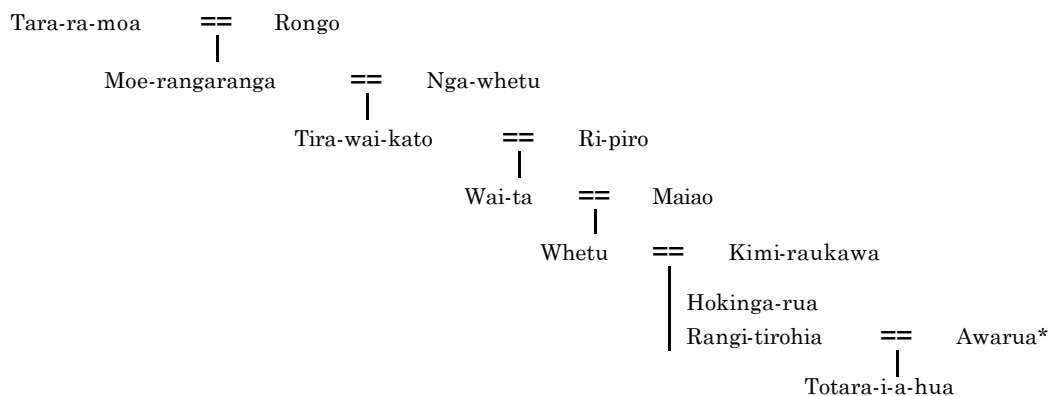 Tara-ra-moa == Rongo
Moe-rangaranga == Nga-whetu
Tira-wai-kato == Ri-piro
Wai-ta == Maiao
Whetu == Kimi-raukawa
Hokinga-rua
Rangi-tirohia == Awarua*
Totara-i-a-hua